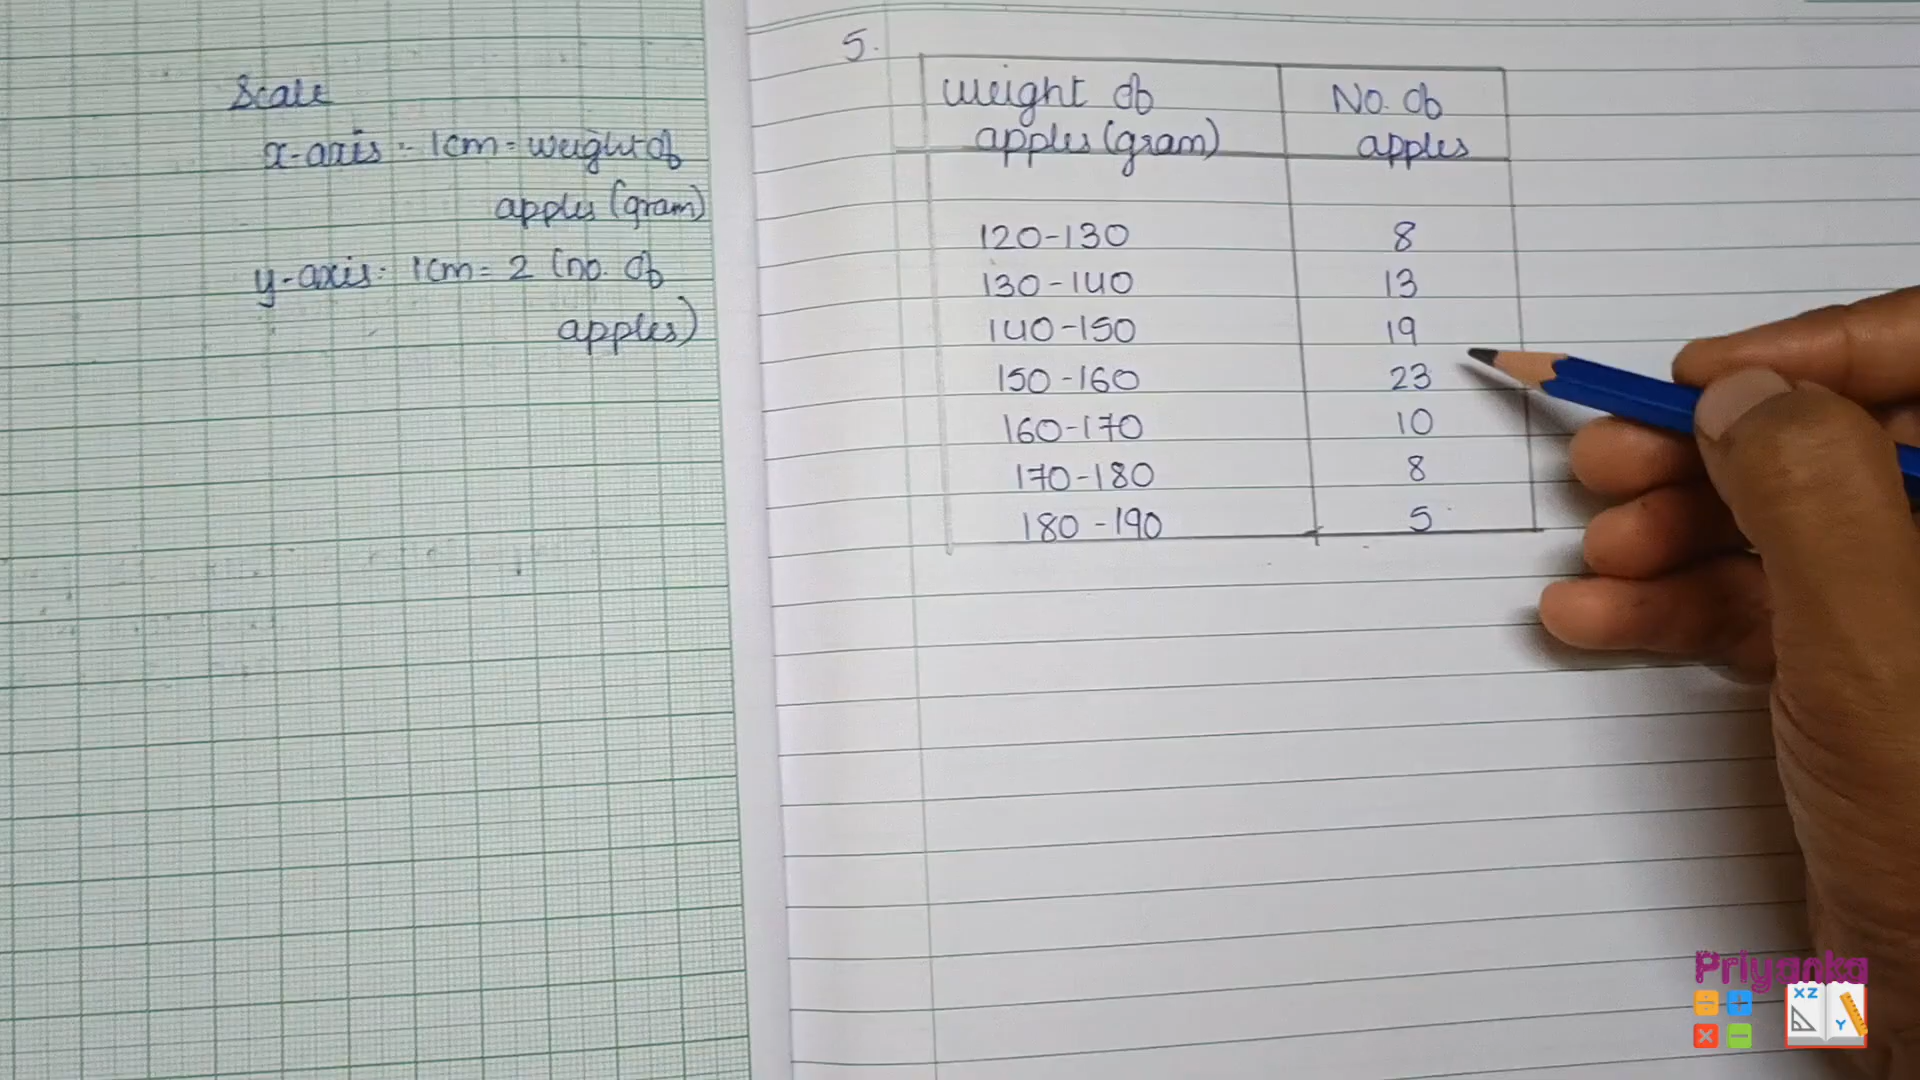 Scale
x-axis :- 1cm = weight of
apples (gram)
y-axis :- 1cm = 2 (no. of
apples)
5.
Weight of apples (gram) No. of apples
120-130 8
130-140 13
140-150 19
150-160 23
160-170 10
170-180 8
180-190 5
Priyanka
XZ
Y